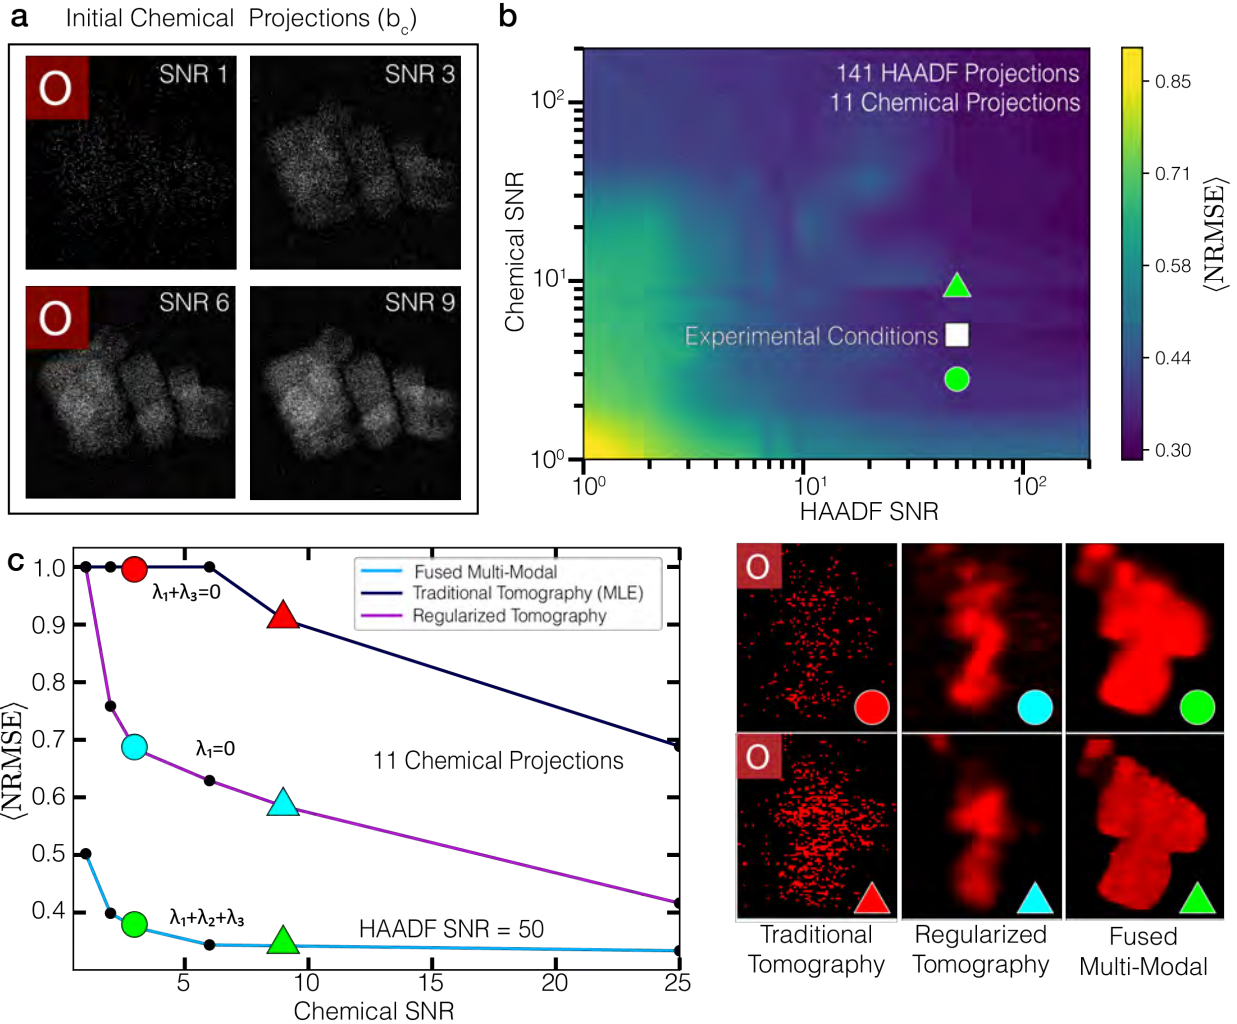 a Initial Chemical Projections (b_c)
O SNR 1
SNR 3
O SNR 6
SNR 9
b
141 HAADF Projections
11 Chemical Projections
Experimental Conditions
Chemical SNR
10²
10¹
10⁰
10⁰ 10¹ 10²
HAADF SNR
0.85
0.71
0.58
0.44
0.30
⟨NRMSE⟩
c
⟨NRMSE⟩
1.0
0.9
0.8
0.7
0.6
0.5
0.4
λ₁+λ₃=0
Fused Multi-Modal
Traditional Tomography (MLE)
Regularized Tomography
λ₁=0
11 Chemical Projections
λ₁+λ₂+λ₃
HAADF SNR = 50
5 10 15 20 25
Chemical SNR
O
O
Traditional
Tomography
Regularized
Tomography
Fused
Multi-Modal